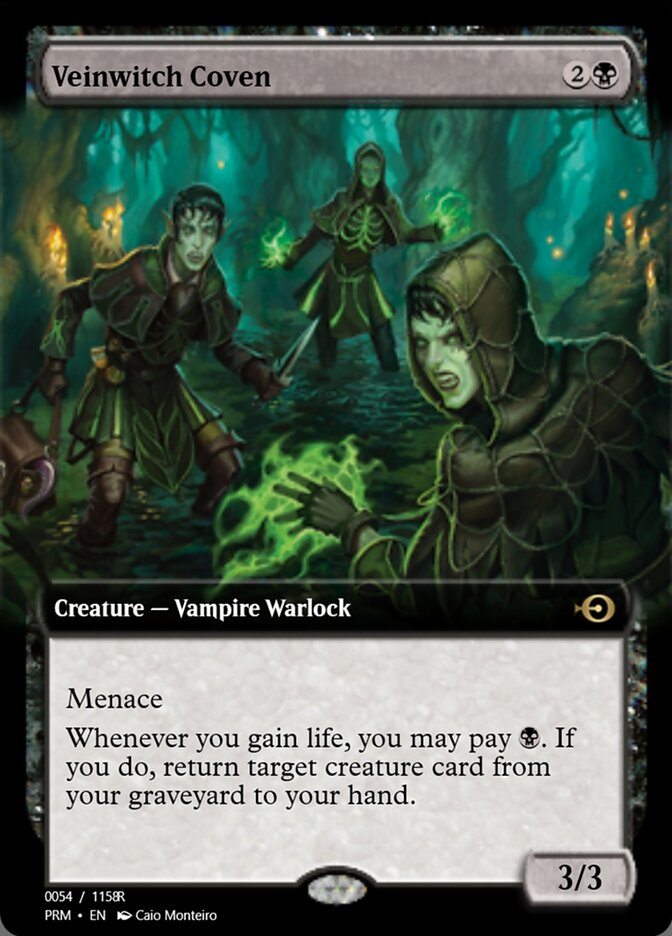 Veinwitch Coven 2
Creature — Vampire Warlock
Menace
Whenever you gain life, you may pay . If
you do, return target creature card from
your graveyard to your hand.
3/3
0054 / 1158R
PRM • EN Caio Monteiro